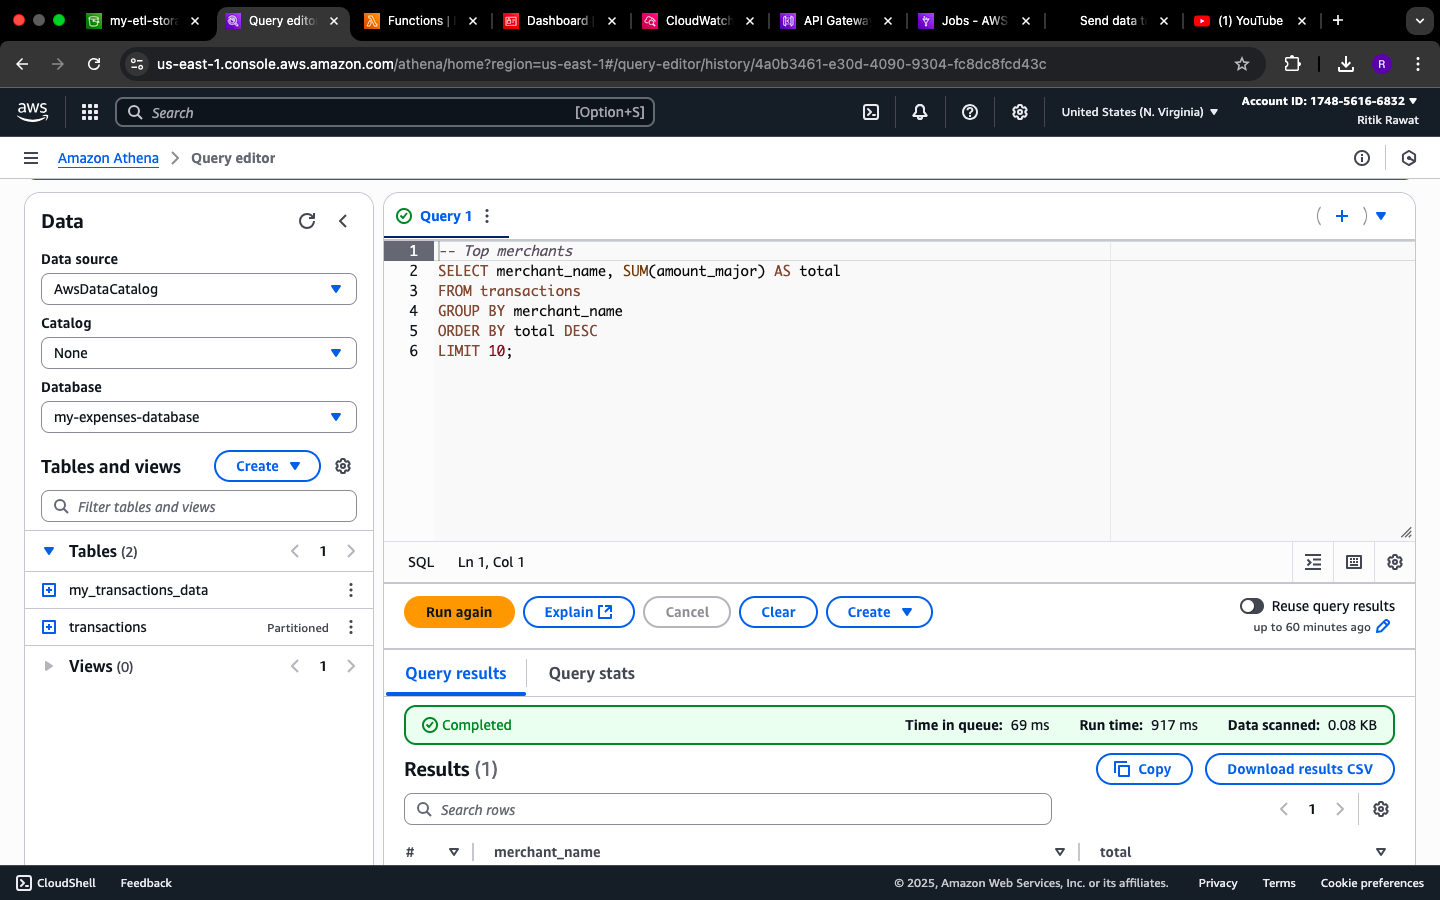 my-etl-stora
Query edito
Functions |
Dashboard
CloudWatch
API Gateway
Jobs - AWS
Send data t
(1) YouTube
us-east-1.console.aws.amazon.com/athena/home?region=us-east-1#/query-editor/history/4a0b3461-e30d-4090-9304-fc8dc8fcd43c
R
aws
Search [Option+S]
United States (N. Virginia)
Account ID: 1748-5616-6832
Ritik Rawat
Amazon Athena > Query editor
Data
Data source
AwsDataCatalog
Catalog
None
Database
my-expenses-database
Tables and views
Create
Filter tables and views
Tables (2) 1
my_transactions_data
transactions Partitioned
Views (0) 1
Query 1
1 -- Top merchants
2 SELECT merchant_name, SUM(amount_major) AS total
3 FROM transactions
4 GROUP BY merchant_name
5 ORDER BY total DESC
6 LIMIT 10;
SQL Ln 1, Col 1
Run again
Explain
Cancel
Clear
Create
Reuse query results
up to 60 minutes ago
Query results
Query stats
Completed
Time in queue: 69 ms Run time: 917 ms Data scanned: 0.08 KB
Results (1)
Copy
Download results CSV
Search rows
1
# merchant_name total
CloudShell Feedback © 2025, Amazon Web Services, Inc. or its affiliates. Privacy Terms Cookie preferences